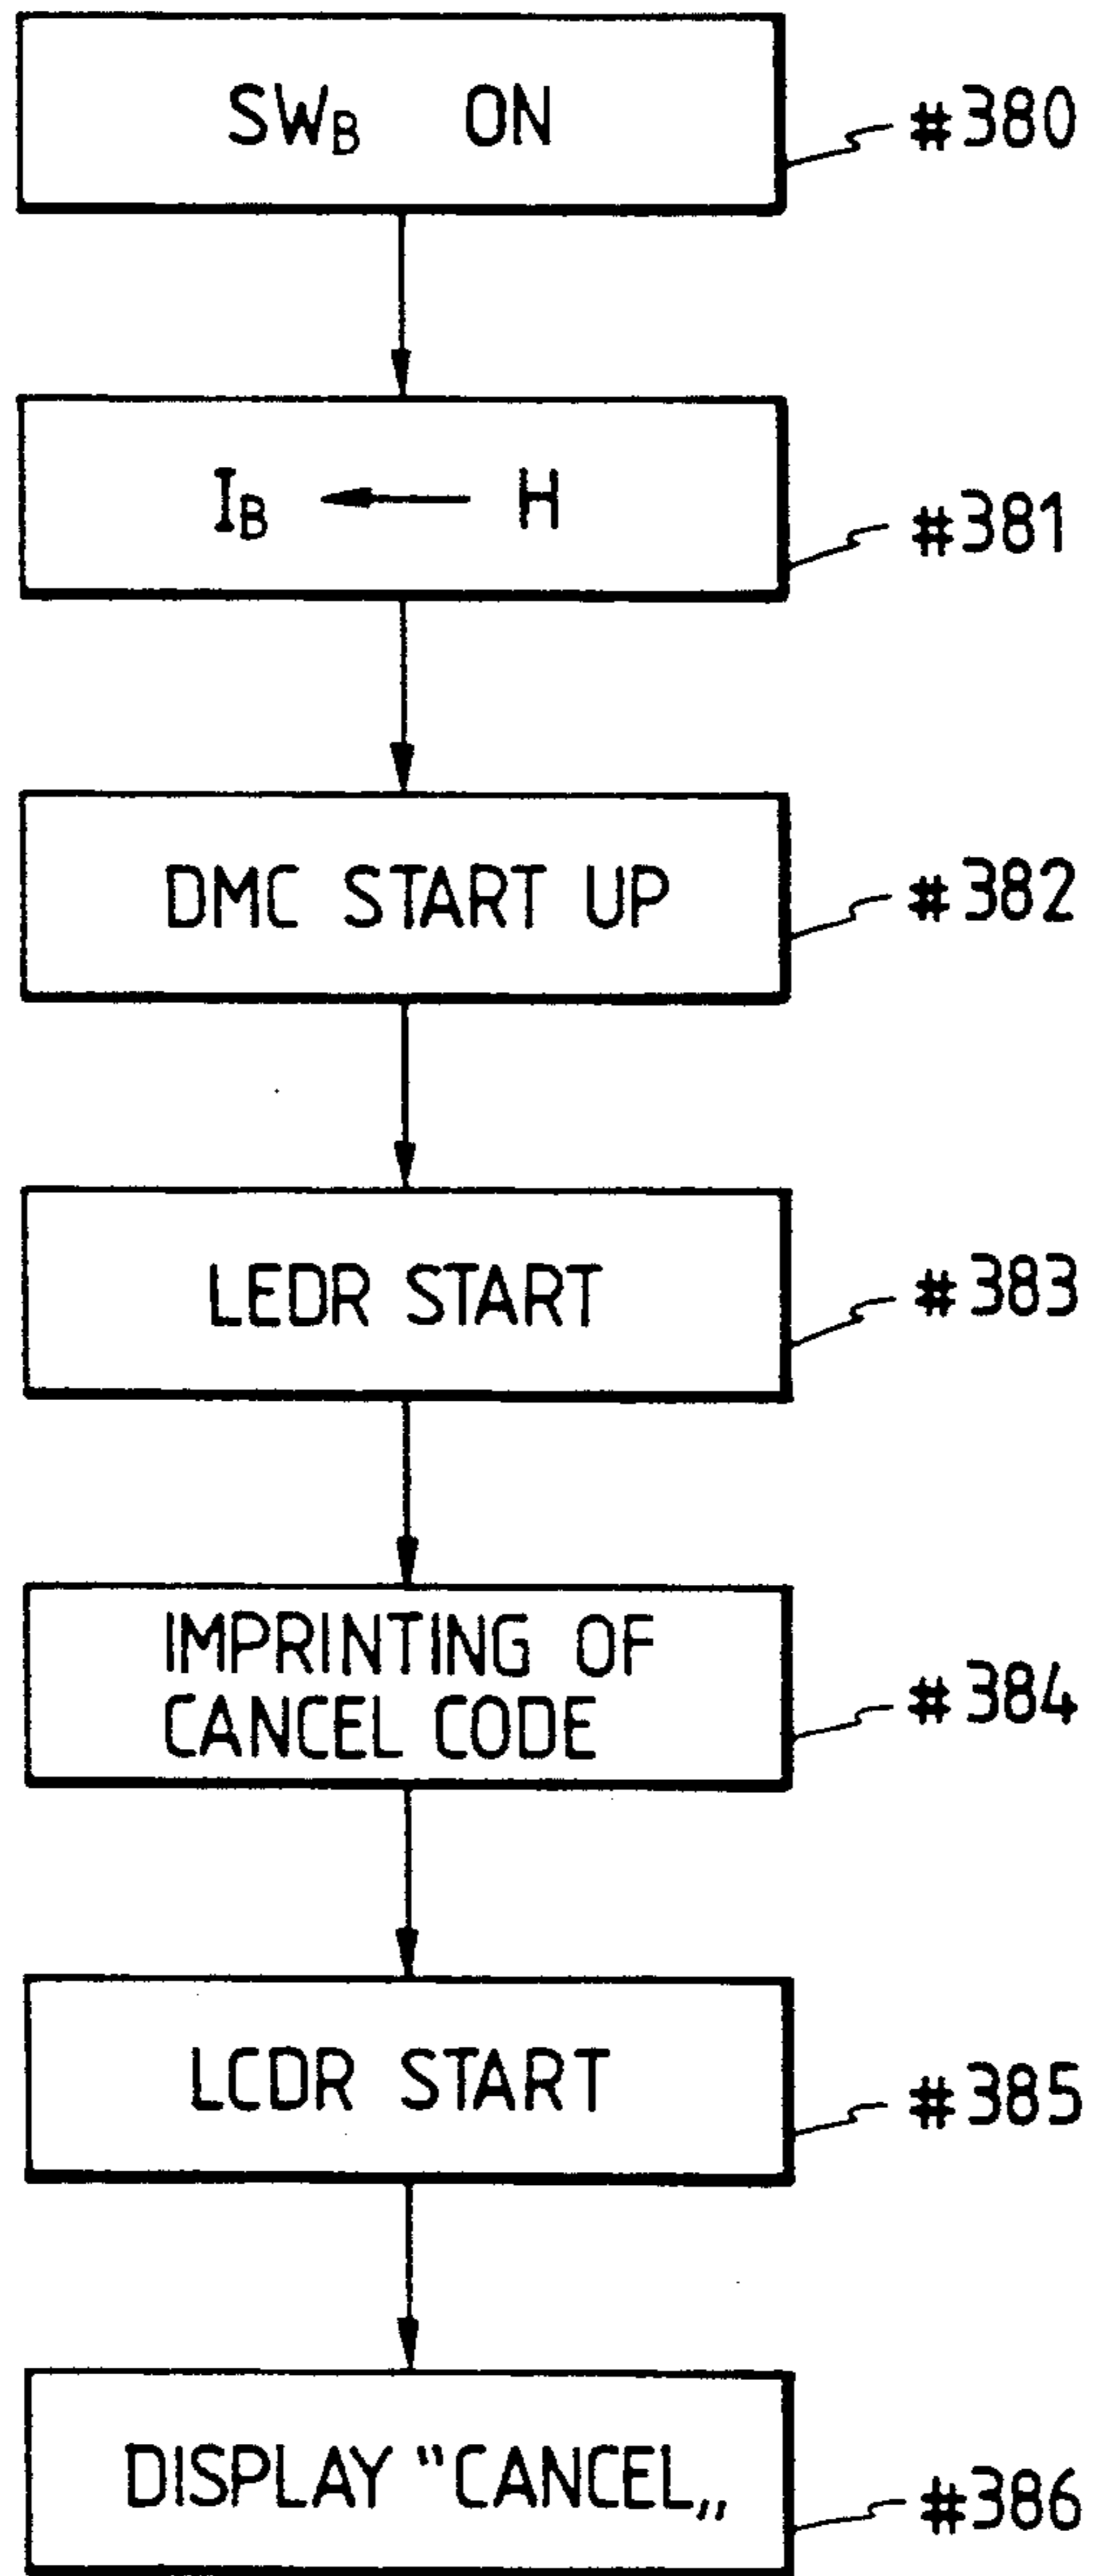 SWB ON
#380
IB ← H
#381
DMC START UP
#382
LEDR START
#383
IMPRINTING OF
CANCEL CODE
#384
LCDR START
#385
DISPLAY "CANCEL„
#386